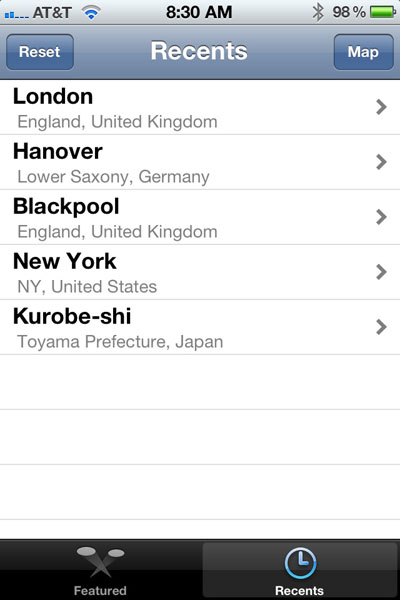 AT&T 8:30 AM 98 %
Reset Recents Map
London
England, United Kingdom
Hanover
Lower Saxony, Germany
Blackpool
England, United Kingdom
New York
NY, United States
Kurobe-shi
Toyama Prefecture, Japan
Featured Recents